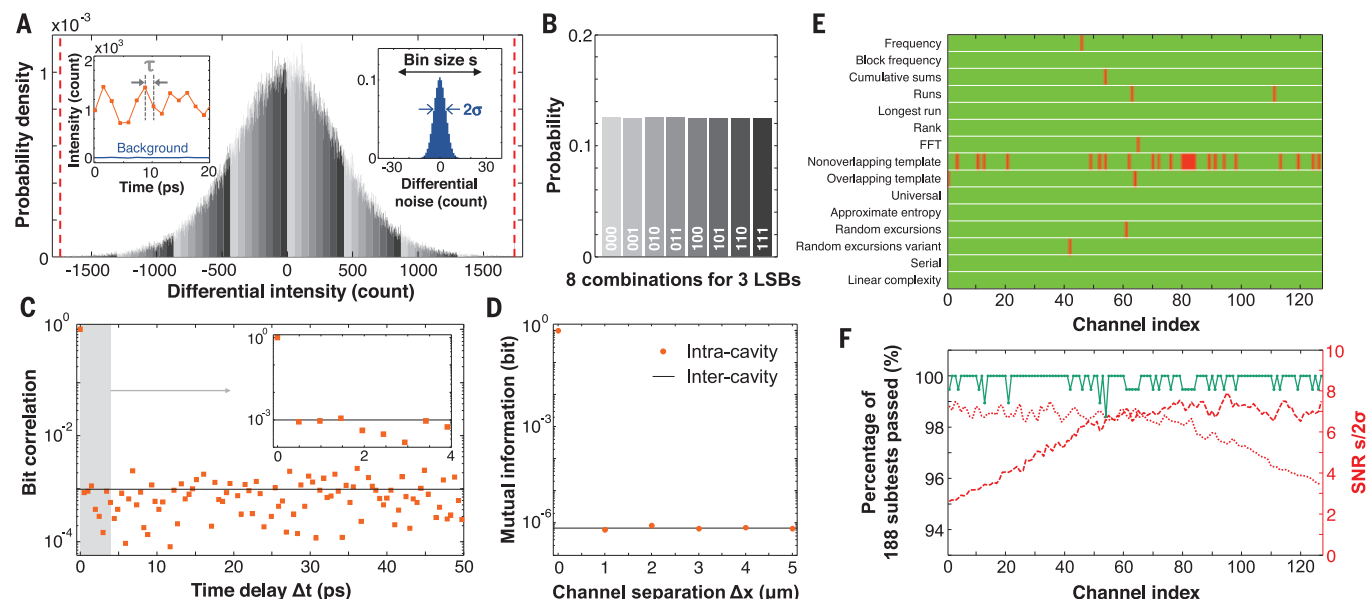 A
×10⁻³
Probability density
1
0
-1500
-1000
-500
0
500
1000
1500
Differential intensity (count)
×10³
Intensity (count)
2
1
0
τ
Background
0
10
20
Time (ps)
Bin size s
0.1
2σ
0
-30
0
30
Differential
noise (count)
B
Probability
0.2
0.1
0
000
001
010
011
100
101
110
111
8 combinations for 3 LSBs
C
Bit correlation
10⁰
10⁻²
10⁻⁴
0
10
20
30
40
50
Time delay Δt (ps)
10⁰
10⁻³
0
2
4
D
Mutual information (bit)
10⁰
10⁻⁶
Intra-cavity
Inter-cavity
0
1
2
3
4
5
Channel separation Δx (μm)
E
Frequency
Block frequency
Cumulative sums
Runs
Longest run
Rank
FFT
Nonoverlapping template
Overlapping template
Universal
Approximate entropy
Random excursions
Random excursions variant
Serial
Linear complexity
0
20
40
60
80
100
120
Channel index
F
Percentage of
188 subtests passed (%)
100
98
96
94
10
8
6
4
2
0
SNR s/2σ
0
20
40
60
80
100
120
Channel index